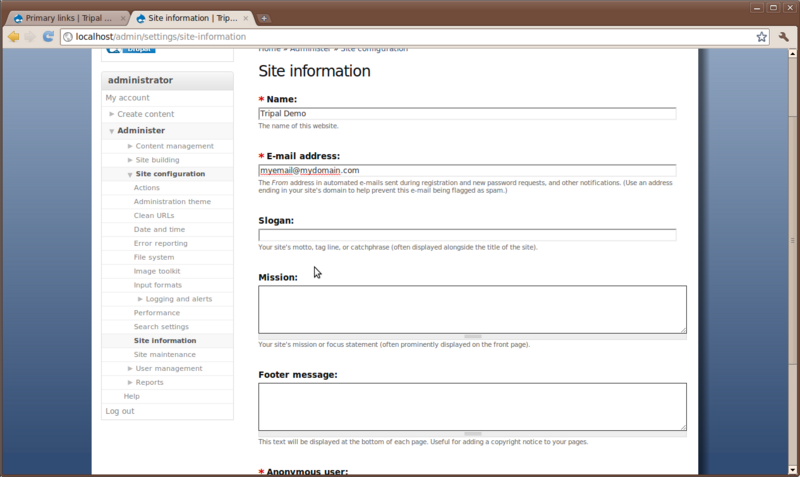 Primary links | Tripal ...
Site information | Trip...
localhost/admin/settings/site-information
Home » Administer » Site configuration
administrator
My account
Create content
Administer
Content management
Site building
Site configuration
Actions
Administration theme
Clean URLs
Date and time
Error reporting
File system
Image toolkit
Input formats
Logging and alerts
Performance
Search settings
Site information
Site maintenance
User management
Reports
Help
Log out
Site information
* Name:
Tripal Demo
The name of this website.
* E-mail address:
myemail@mydomain.com
The From address in automated e-mails sent during registration and new password requests, and other notifications. (Use an address
ending in your site's domain to help prevent this e-mail being flagged as spam.)
Slogan:
Your site's motto, tag line, or catchphrase (often displayed alongside the title of the site).
Mission:
Your site's mission or focus statement (often prominently displayed on the front page).
Footer message:
This text will be displayed at the bottom of each page. Useful for adding a copyright notice to your pages.
* Anonymous user: